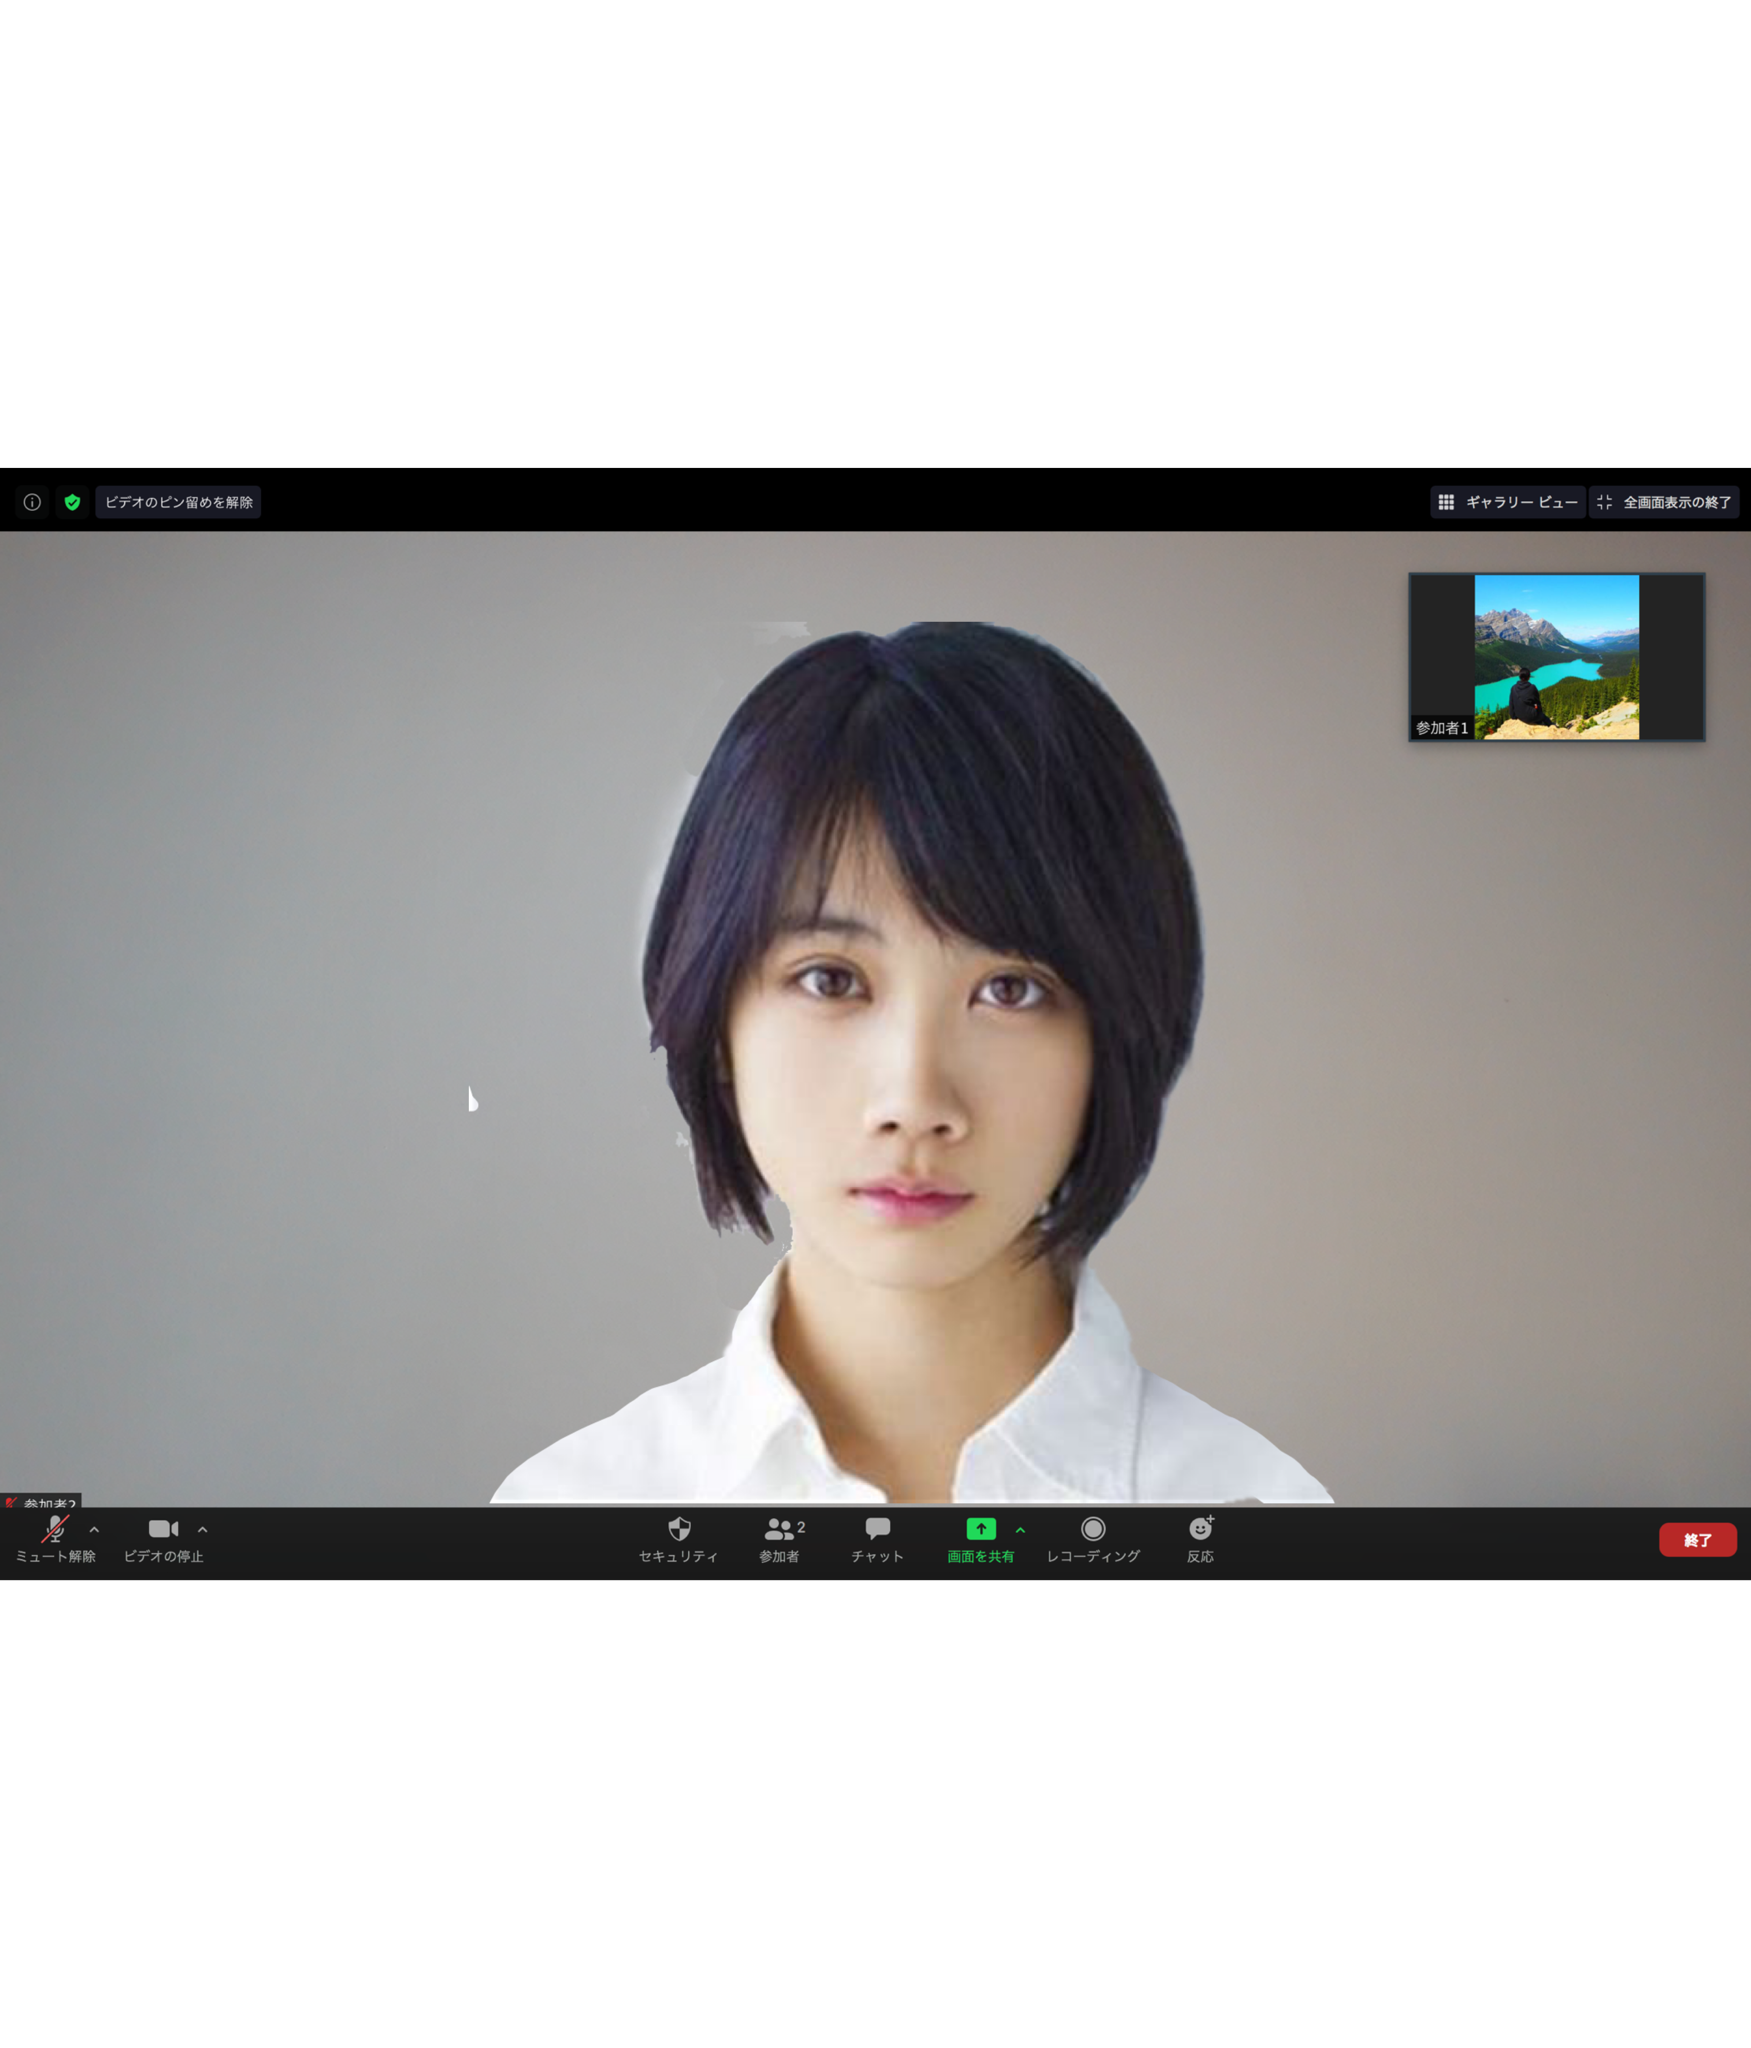 ビデオのピン留めを解除
ギャラリー ビュー
全画面表示の終了
参加者1
参加者2
ミュート解除
ビデオの停止
セキュリティ
2
参加者
チャット
画面を共有
レコーディング
反応
終了